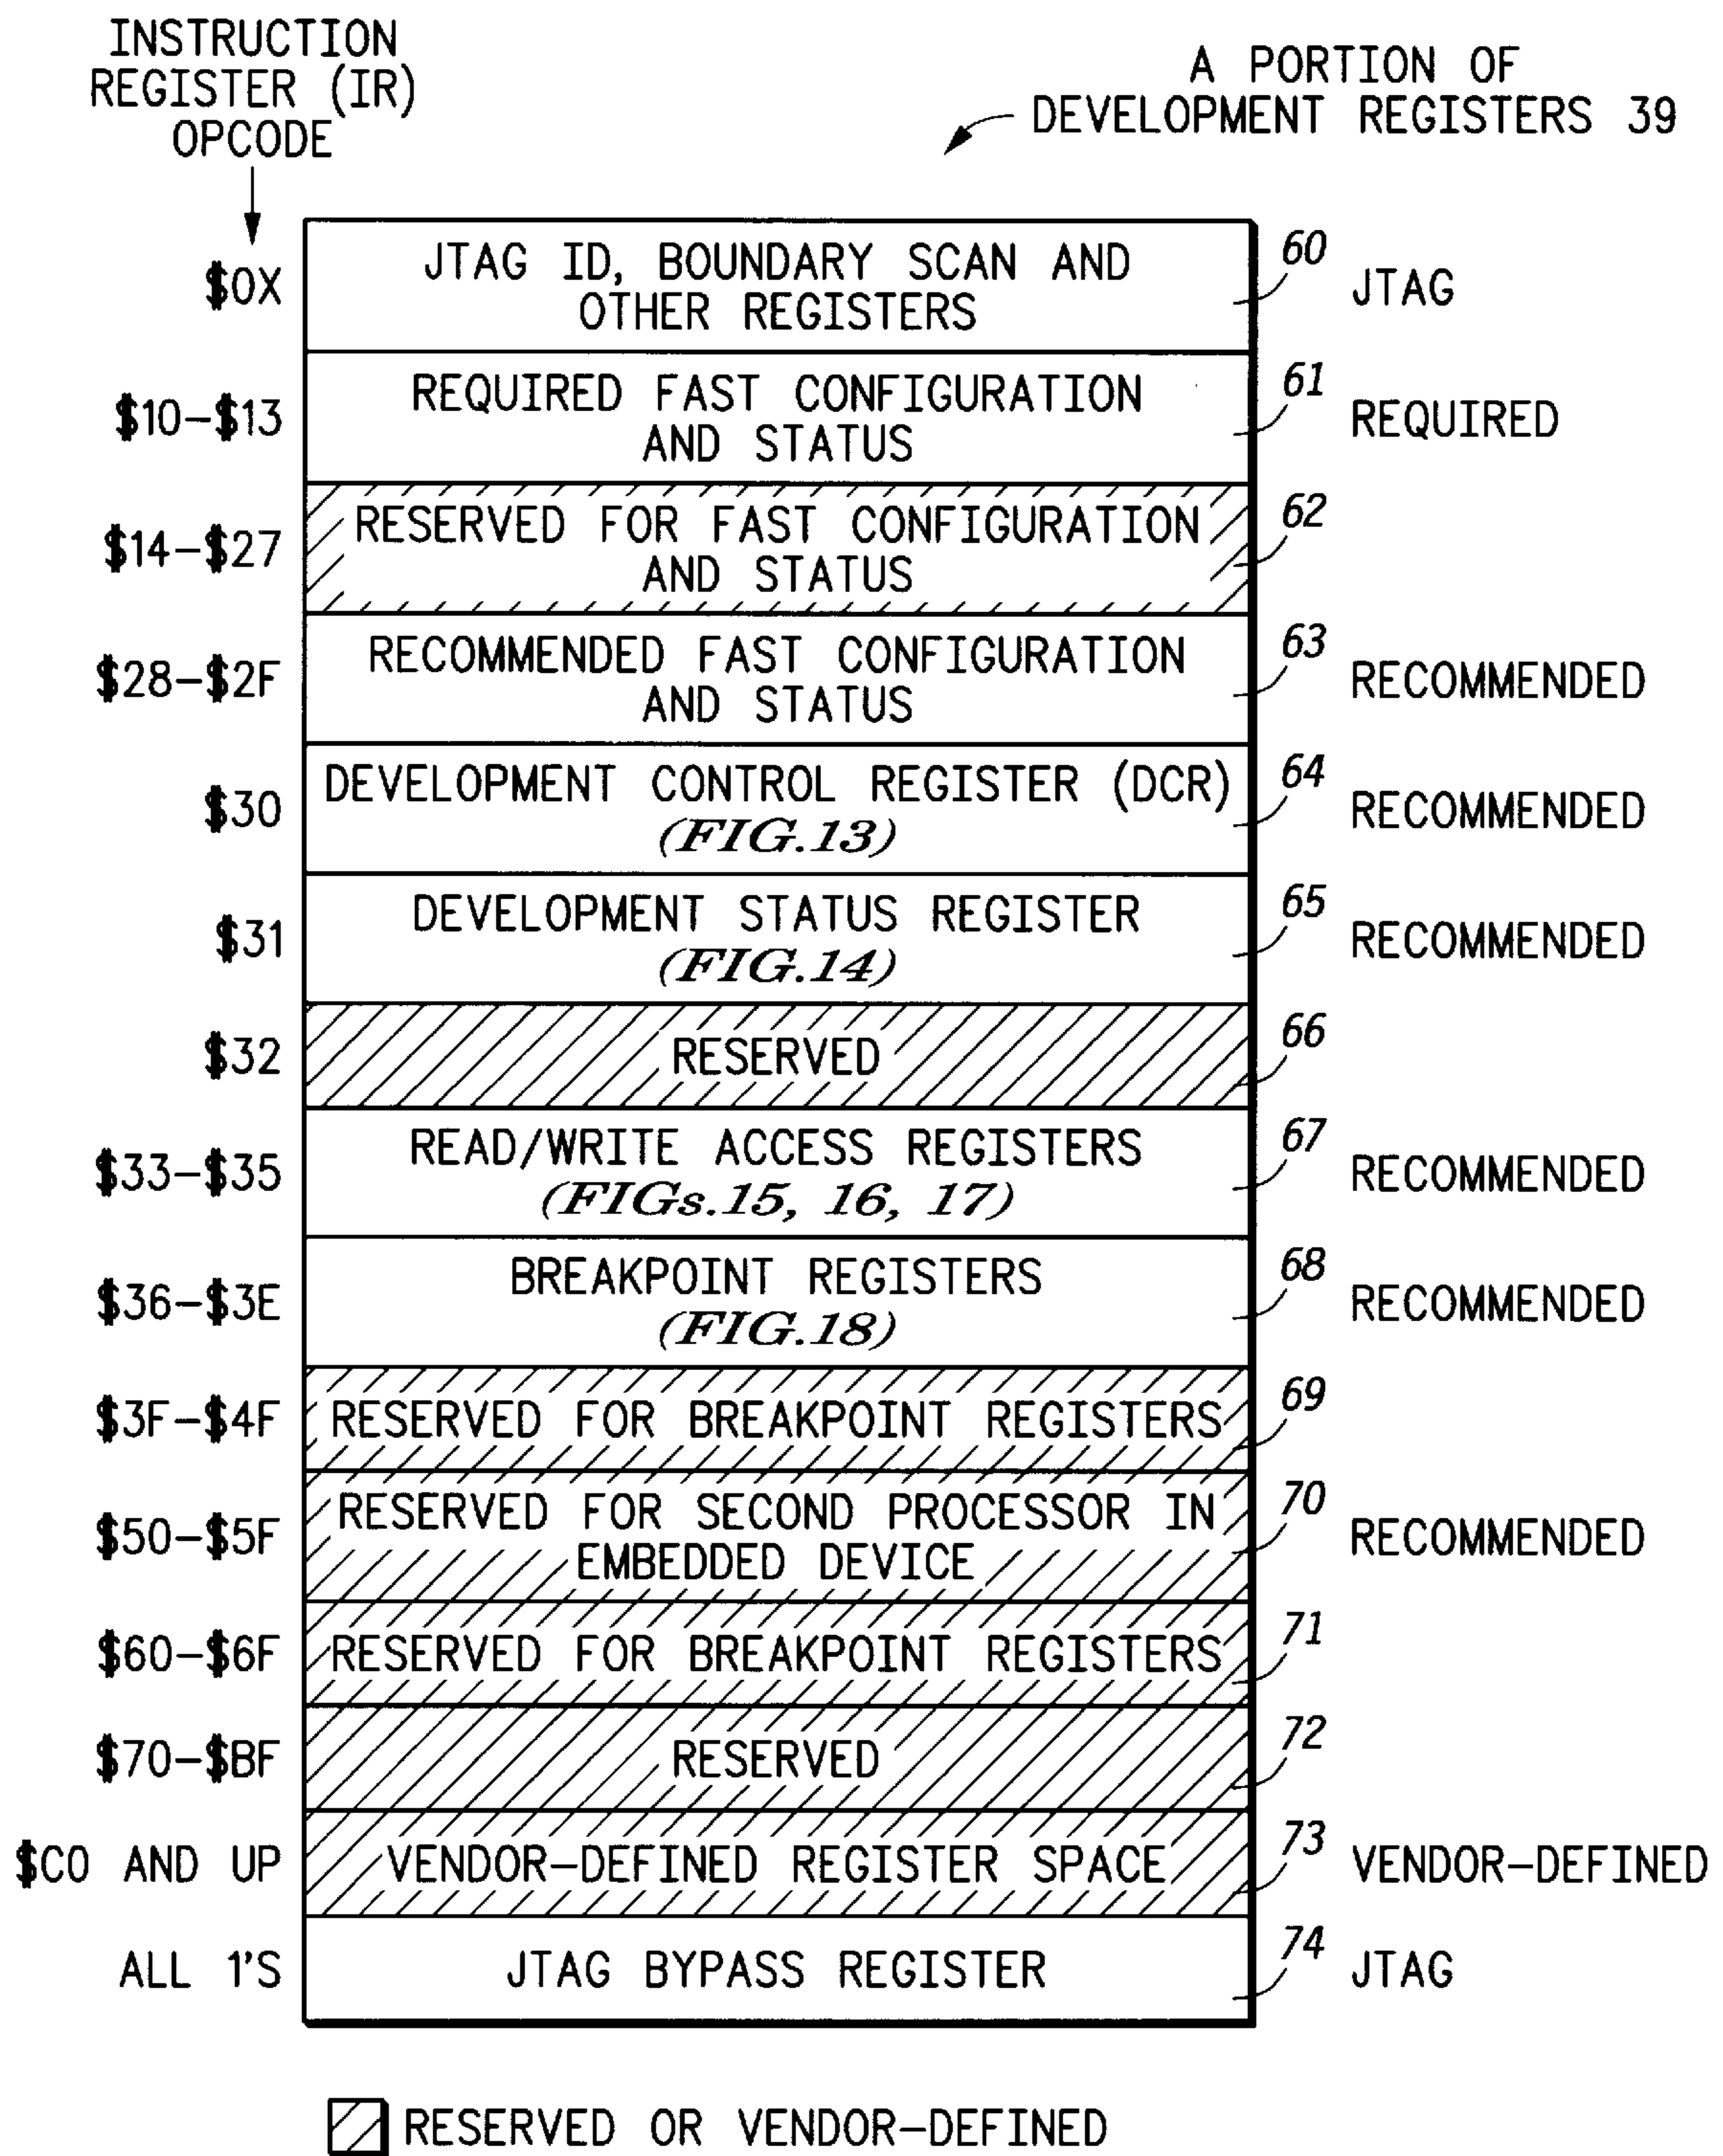 INSTRUCTION
REGISTER (IR)
OPCODE
A PORTION OF
DEVELOPMENT REGISTERS 39
$0X
JTAG ID, BOUNDARY SCAN AND
OTHER REGISTERS
60
JTAG
$10-$13
REQUIRED FAST CONFIGURATION
AND STATUS
61
REQUIRED
$14-$27
RESERVED FOR FAST CONFIGURATION
AND STATUS
62
$28-$2F
RECOMMENDED FAST CONFIGURATION
AND STATUS
63
RECOMMENDED
$30
DEVELOPMENT CONTROL REGISTER (DCR)
(FIG.13)
64
RECOMMENDED
$31
DEVELOPMENT STATUS REGISTER
(FIG.14)
65
RECOMMENDED
$32
RESERVED
66
$33-$35
READ/WRITE ACCESS REGISTERS
(FIGs.15, 16, 17)
67
RECOMMENDED
$36-$3E
BREAKPOINT REGISTERS
(FIG.18)
68
RECOMMENDED
$3F-$4F
RESERVED FOR BREAKPOINT REGISTERS
69
$50-$5F
RESERVED FOR SECOND PROCESSOR IN
EMBEDDED DEVICE
70
RECOMMENDED
$60-$6F
RESERVED FOR BREAKPOINT REGISTERS
71
$70-$BF
RESERVED
72
$C0 AND UP
VENDOR-DEFINED REGISTER SPACE
73
VENDOR-DEFINED
ALL 1'S
JTAG BYPASS REGISTER
74
JTAG
RESERVED OR VENDOR-DEFINED